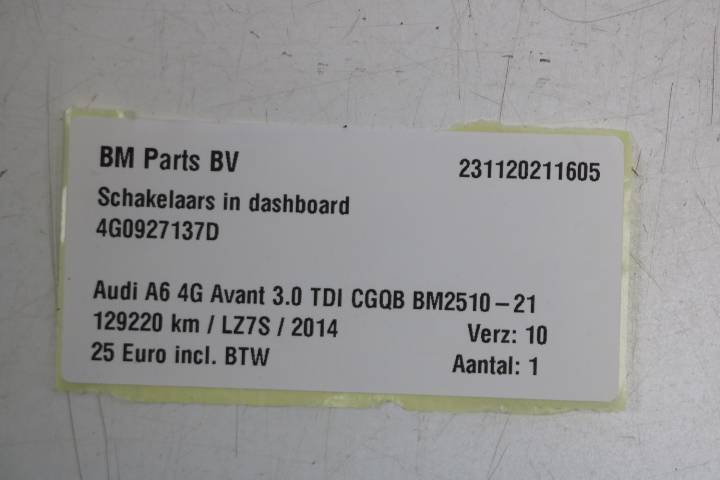 BM Parts BV 231120211605
Schakelaars in dashboard
4G0927137D
Audi A6 4G Avant 3.0 TDI CGQB BM2510-21
129220 km / LZ7S / 2014 Verz: 10
25 Euro incl. BTW Aantal: 1